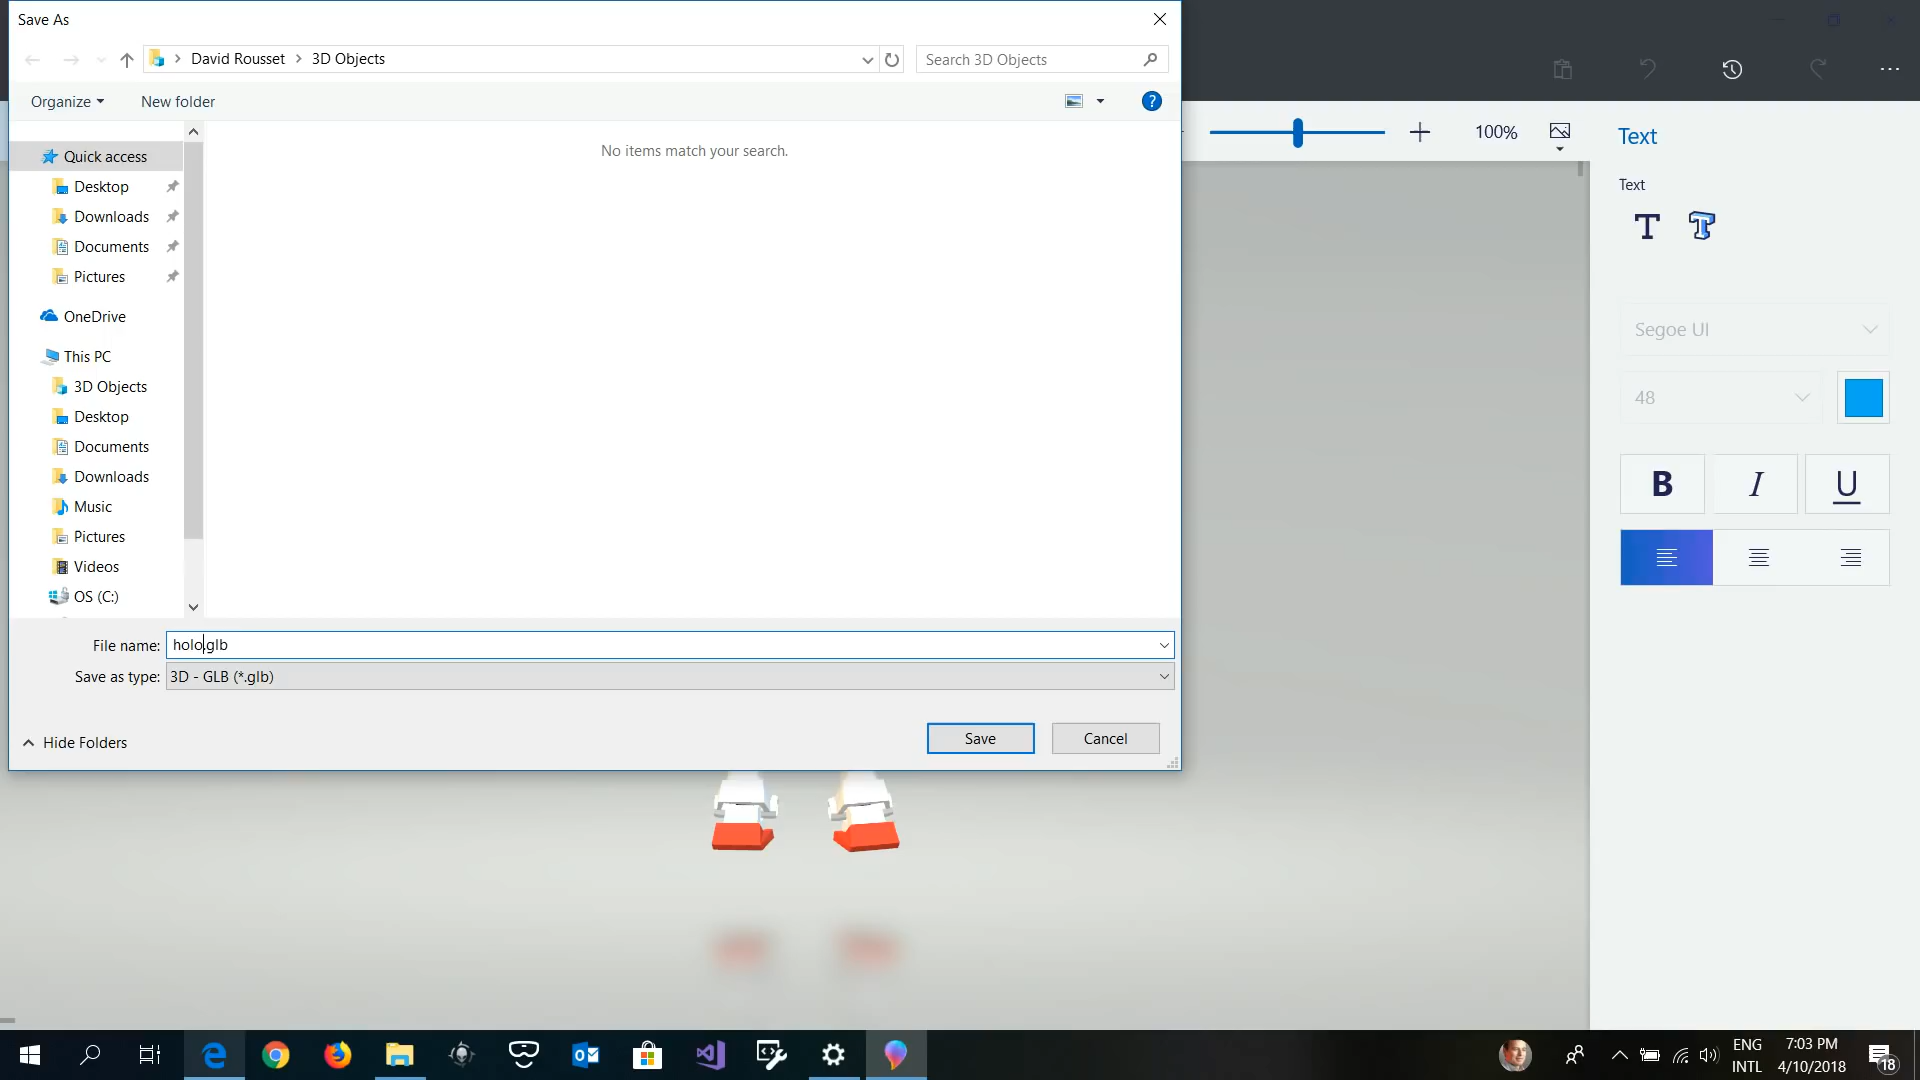 Save As
David Rousset > 3D Objects
Search 3D Objects
Organize
New folder
?
No items match your search.
Quick access
Desktop
Downloads
Documents
Pictures
OneDrive
This PC
3D Objects
Desktop
Documents
Downloads
Music
Pictures
Videos
OS (C:)
File name: holo.glb
Save as type: 3D - GLB (*.glb)
Hide Folders
Save
Cancel
100%
Text
Text
T
T
Segoe UI
48
B
I
U
ENG
INTL
7:03 PM
4/10/2018
18